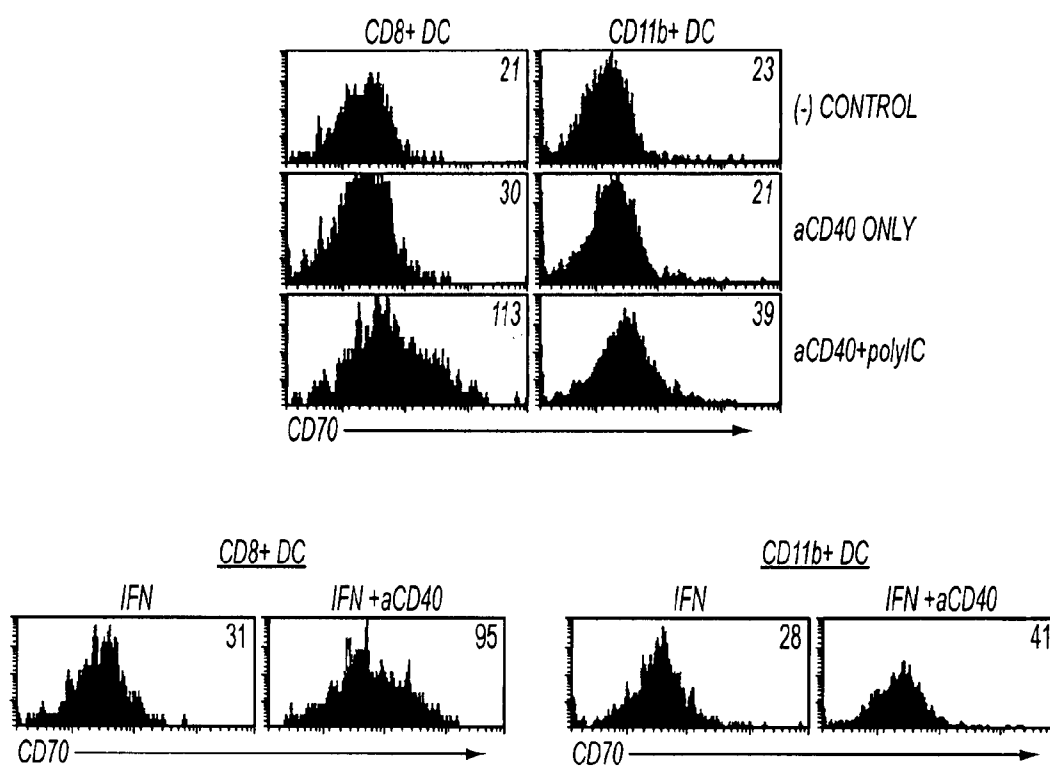 CD8+ DC CD11b+ DC
21 23 (-) CONTROL
30 21 aCD40 ONLY
113 39 aCD40+polyIC
CD70
CD8+ DC CD11b+ DC
IFN IFN +aCD40 IFN IFN +aCD40
31 95 28 41
CD70 CD70